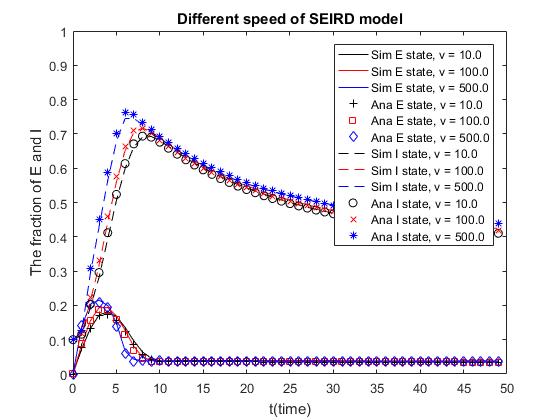 Different speed of SEIRD model
The fraction of E and I
1
0.9
0.8
0.7
0.6
0.5
0.4
0.3
0.2
0.1
0
Sim E state, v = 10.0
Sim E state, v = 100.0
Sim E state, v = 500.0
Ana E state, v = 10.0
Ana E state, v = 100.0
Ana E state, v = 500.0
Sim I state, v = 10.0
Sim I state, v = 100.0
Sim I state, v = 500.0
Ana I state, v = 10.0
Ana I state, v = 100.0
Ana I state, v = 500.0
0 5 10 15 20 25 30 35 40 45 50
t(time)